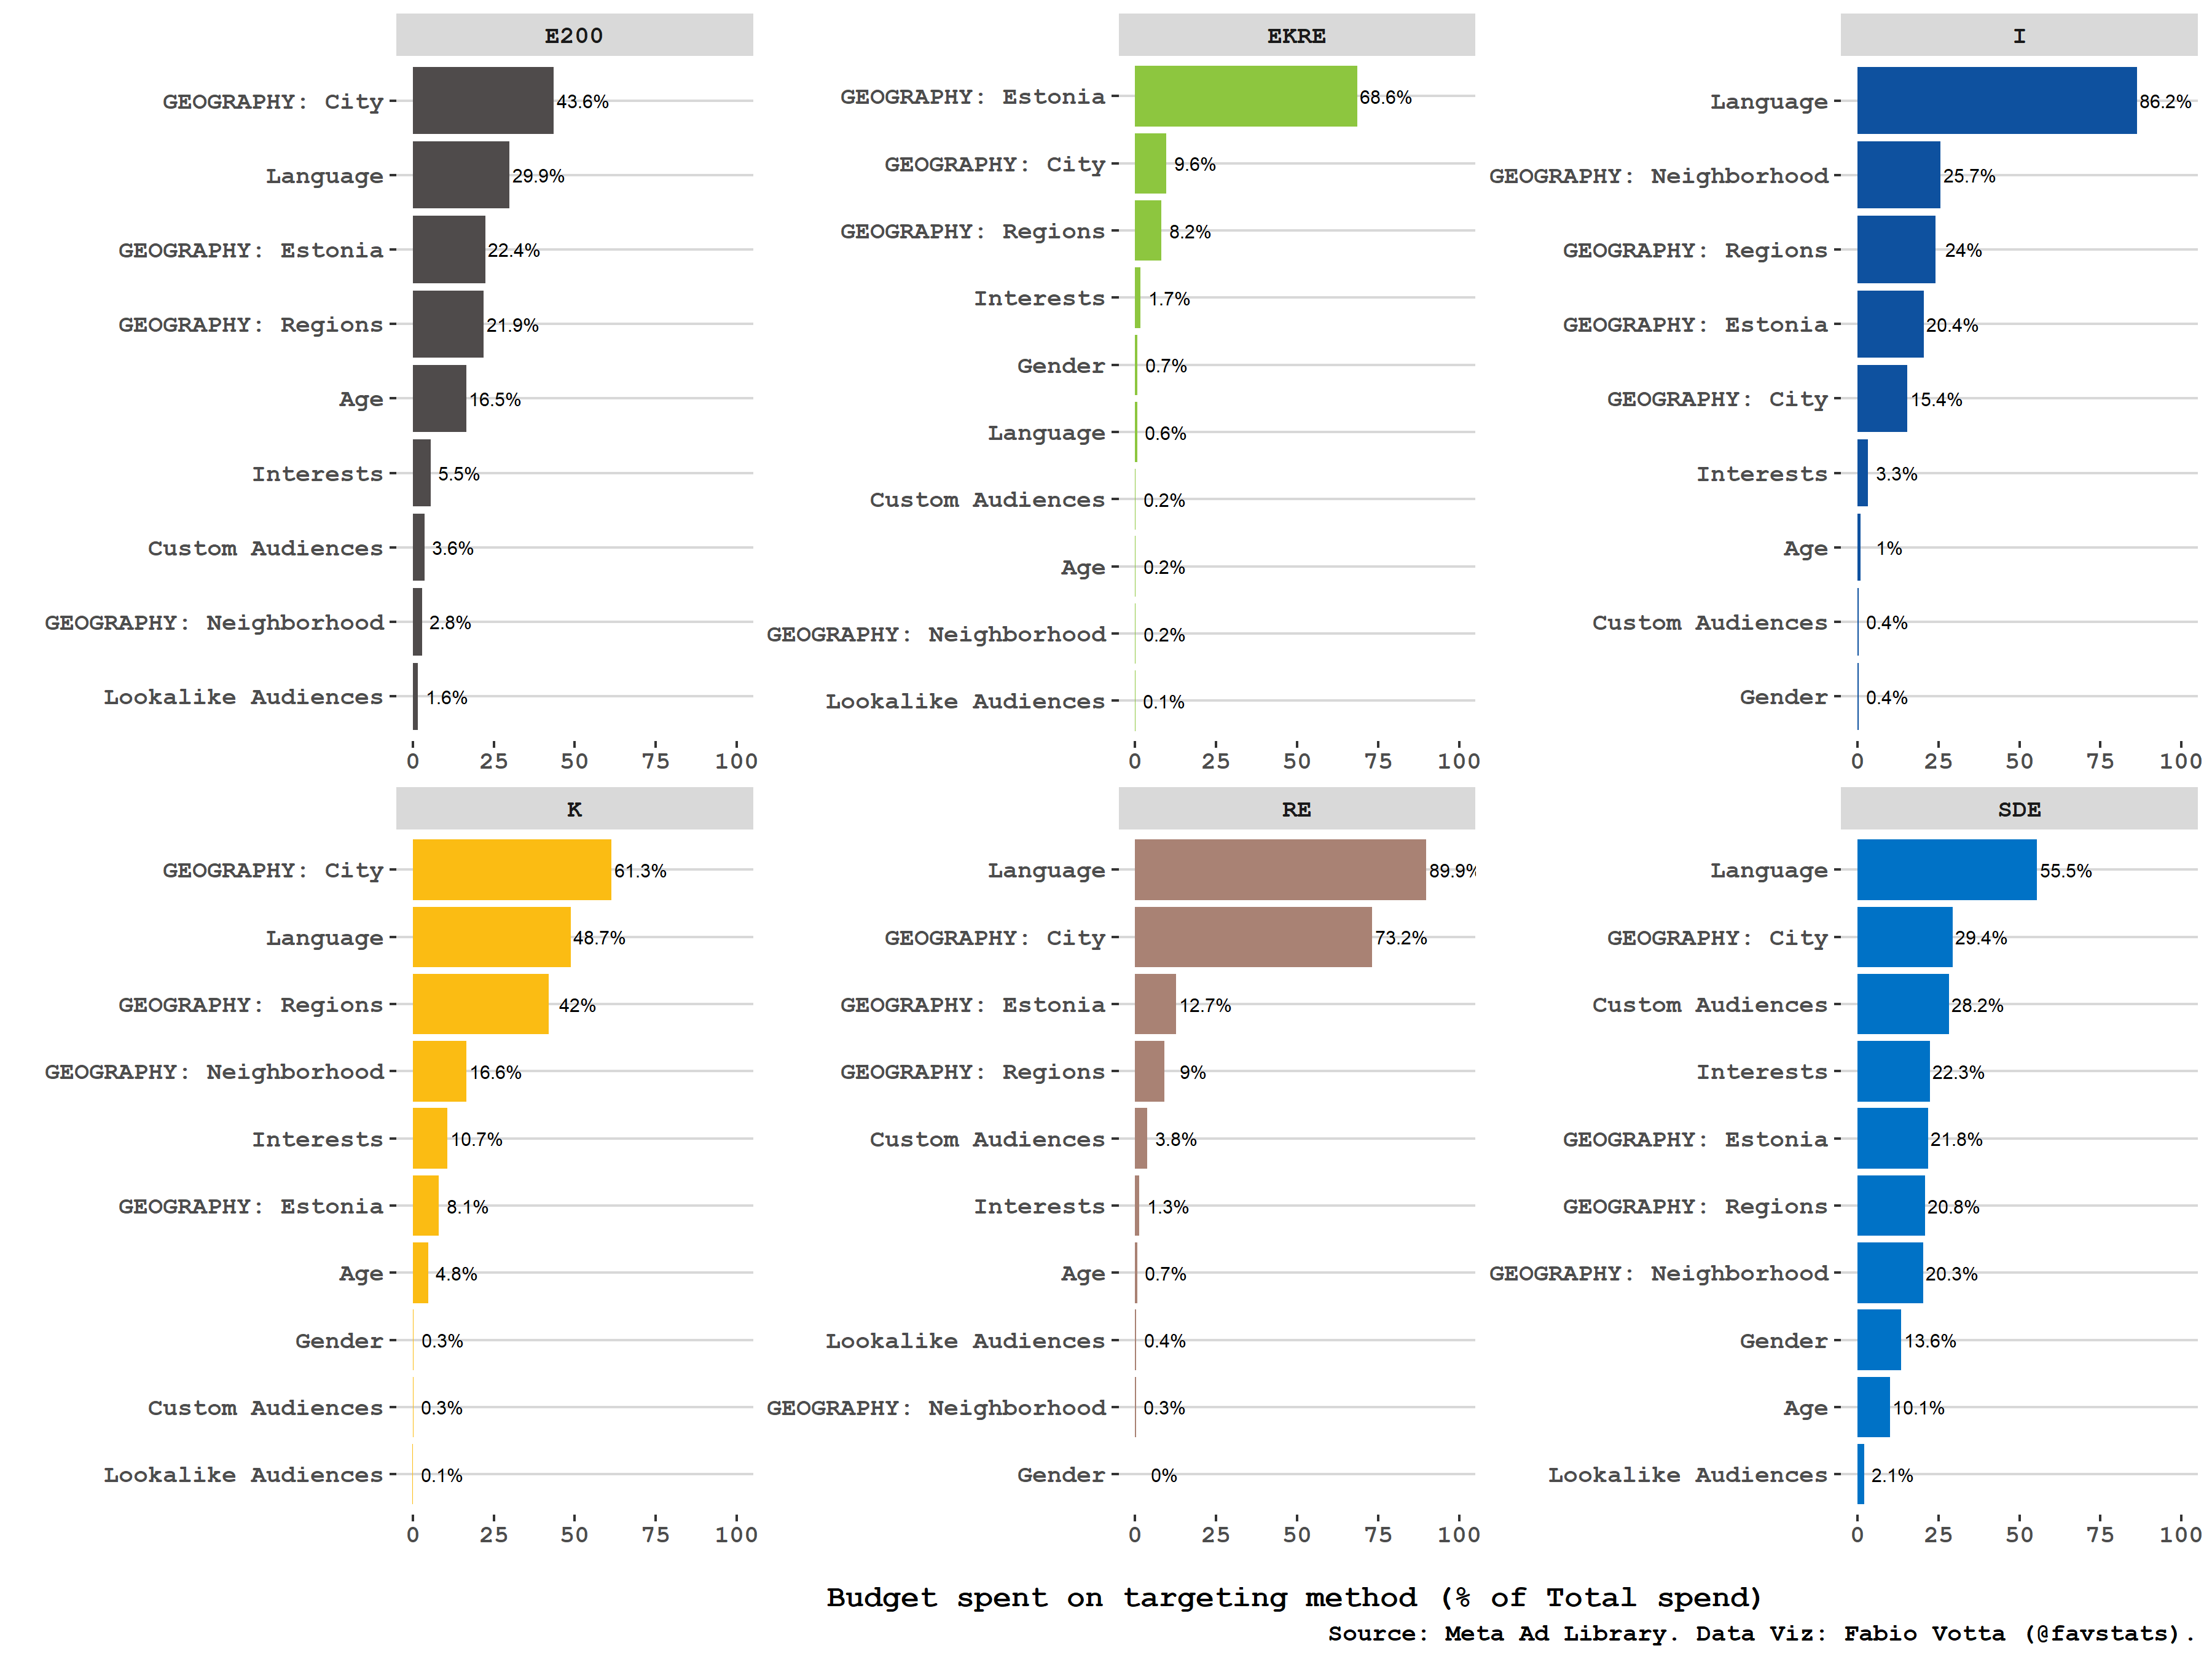 E200
GEOGRAPHY: City 43.6%
Language 29.9%
GEOGRAPHY: Estonia 22.4%
GEOGRAPHY: Regions 21.9%
Age 16.5%
Interests 5.5%
Custom Audiences 3.6%
GEOGRAPHY: Neighborhood 2.8%
Lookalike Audiences 1.6%
0 25 50 75 100
EKRE
GEOGRAPHY: Estonia 68.6%
GEOGRAPHY: City 9.6%
GEOGRAPHY: Regions 8.2%
Interests 1.7%
Gender 0.7%
Language 0.6%
Custom Audiences 0.2%
Age 0.2%
GEOGRAPHY: Neighborhood 0.2%
Lookalike Audiences 0.1%
0 25 50 75 100
I
Language 86.2%
GEOGRAPHY: Neighborhood 25.7%
GEOGRAPHY: Regions 24%
GEOGRAPHY: Estonia 20.4%
GEOGRAPHY: City 15.4%
Interests 3.3%
Age 1%
Custom Audiences 0.4%
Gender 0.4%
0 25 50 75 100
K
GEOGRAPHY: City 61.3%
Language 48.7%
GEOGRAPHY: Regions 42%
GEOGRAPHY: Neighborhood 16.6%
Interests 10.7%
GEOGRAPHY: Estonia 8.1%
Age 4.8%
Gender 0.3%
Custom Audiences 0.3%
Lookalike Audiences 0.1%
0 25 50 75 100
RE
Language 89.9%
GEOGRAPHY: City 73.2%
GEOGRAPHY: Estonia 12.7%
GEOGRAPHY: Regions 9%
Custom Audiences 3.8%
Interests 1.3%
Age 0.7%
Lookalike Audiences 0.4%
GEOGRAPHY: Neighborhood 0.3%
Gender 0%
0 25 50 75 100
SDE
Language 55.5%
GEOGRAPHY: City 29.4%
Custom Audiences 28.2%
Interests 22.3%
GEOGRAPHY: Estonia 21.8%
GEOGRAPHY: Regions 20.8%
GEOGRAPHY: Neighborhood 20.3%
Gender 13.6%
Age 10.1%
Lookalike Audiences 2.1%
0 25 50 75 100
Budget spent on targeting method (% of Total spend)
Source: Meta Ad Library. Data Viz: Fabio Votta (@favstats).